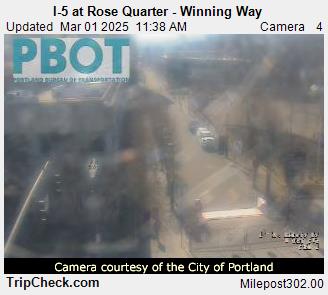 I-5 at Rose Quarter - Winning Way
Updated Mar 01 2025 11:38 AM Camera 4
PBOT
PORTLAND BUREAU OF TRANSPORTATION
Camera courtesy of the City of Portland
TripCheck.com Milepost302.00